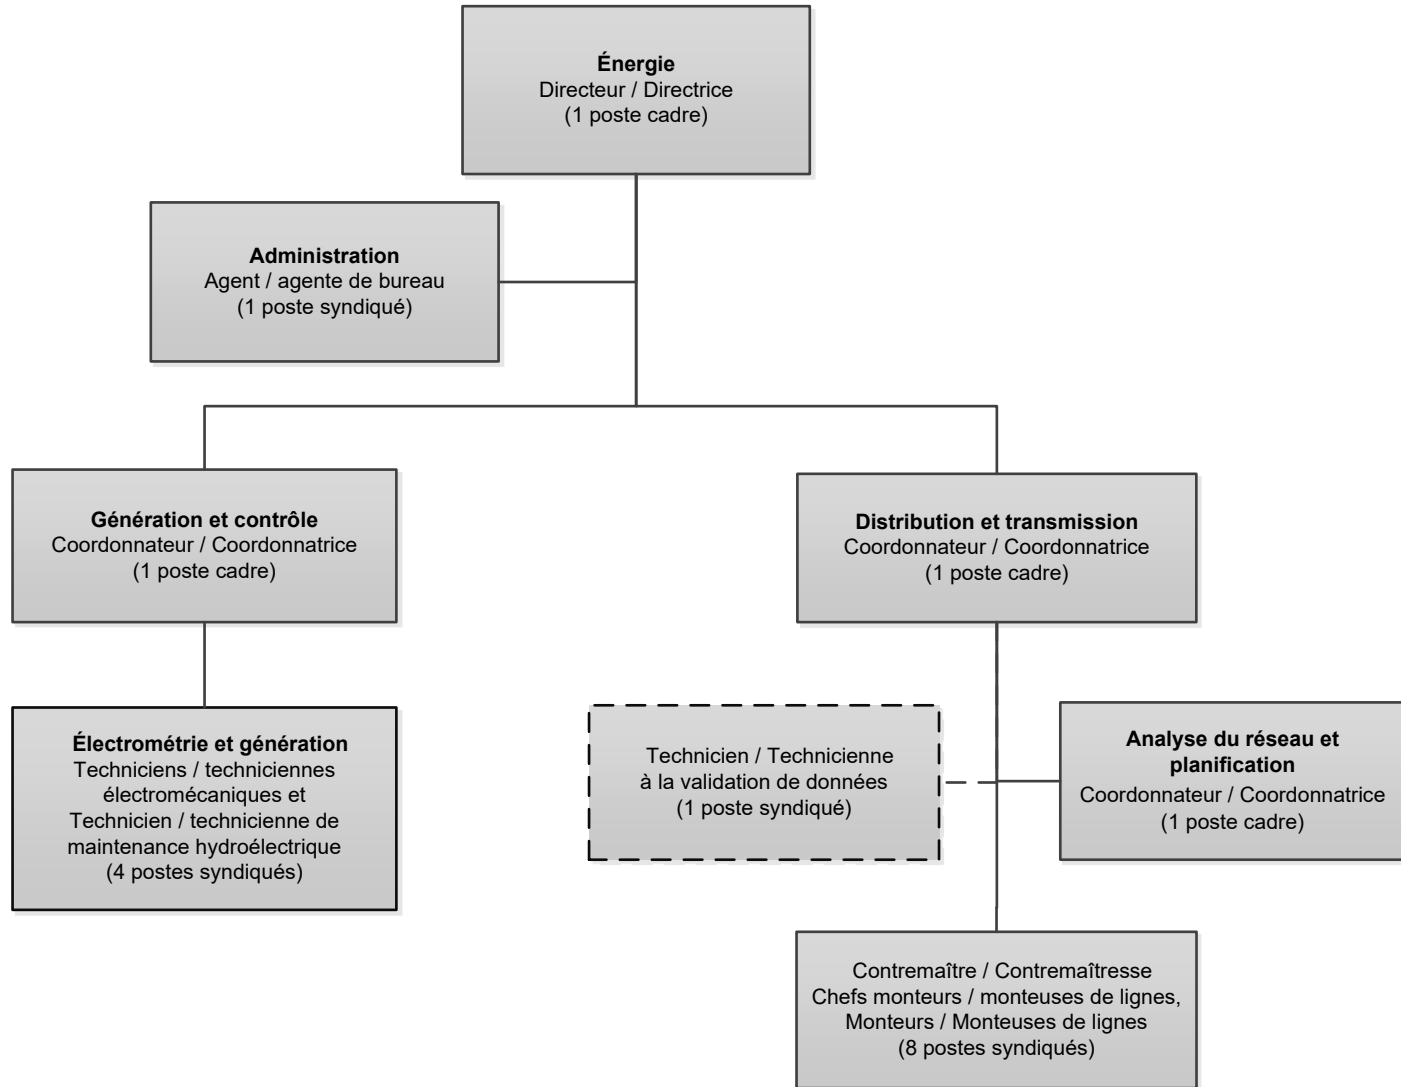 Énergie
Directeur / Directrice
(1 poste cadre)
Administration
Agent / agente de bureau
(1 poste syndiqué)
Génération et contrôle
Coordonnateur / Coordonnatrice
(1 poste cadre)
Distribution et transmission
Coordonnateur / Coordonnatrice
(1 poste cadre)
Électrométrie et génération
Techniciens / techniciennes
électromécaniques et
Technicien / technicienne de
maintenance hydroélectrique
(4 postes syndiqués)
Technicien / Technicienne
à la validation de données
(1 poste syndiqué)
Analyse du réseau et
planification
Coordonnateur / Coordonnatrice
(1 poste cadre)
Contremaître / Contremaîtresse
Chefs monteurs / monteuses de lignes,
Monteurs / Monteuses de lignes
(8 postes syndiqués)